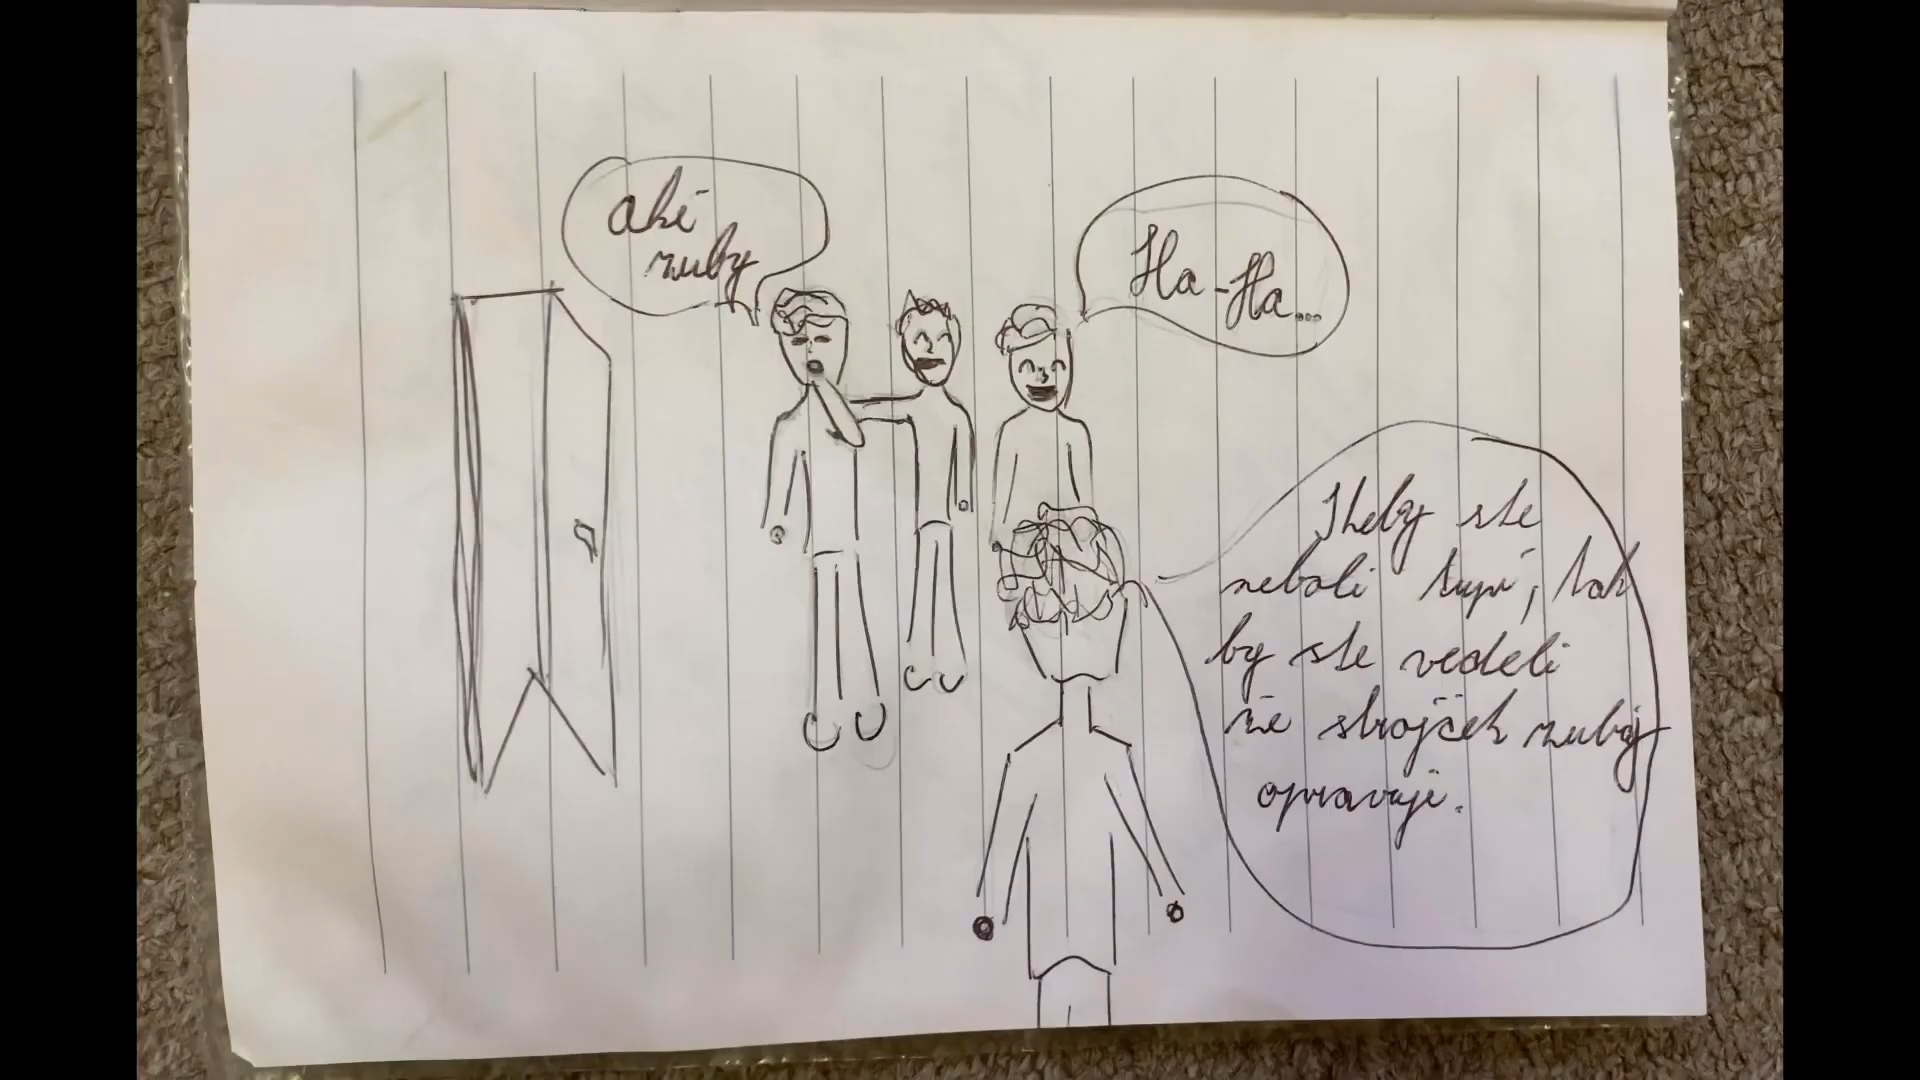 aké
zuby
Ha-Ha...
Keby ste
neboli tupí, tak
by ste vedeli
že strojček zuby
opravuje.